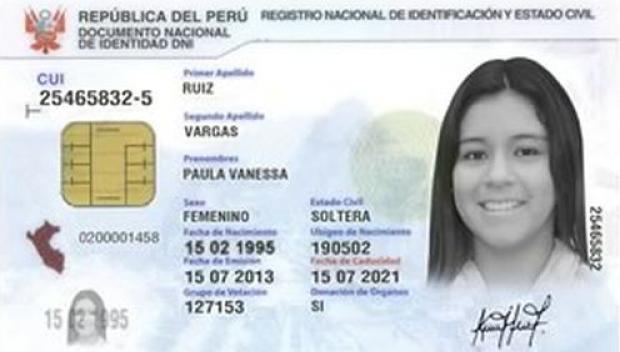 REPÚBLICA DEL PERÚ REGISTRO NACIONAL DE IDENTIFICACIÓN Y ESTADO CIVIL
DOCUMENTO NACIONAL
DE IDENTIDAD DNI
CUI
25465832-5
Primer Apellido
RUIZ
Segundo Apellido
VARGAS
Prenombres
PAULA VANESSA
Sexo
FEMENINO
Estado Civil
SOLTERA
Fecha de Nacimiento
15 02 1995
Ubigeo de Nacimiento
190502
Fecha de Emisión
15 07 2013
Fecha de Caducidad
15 07 2021
Grupo de Votación
127153
Donación de Órganos
SI
0200001458
15 2 95
25465832